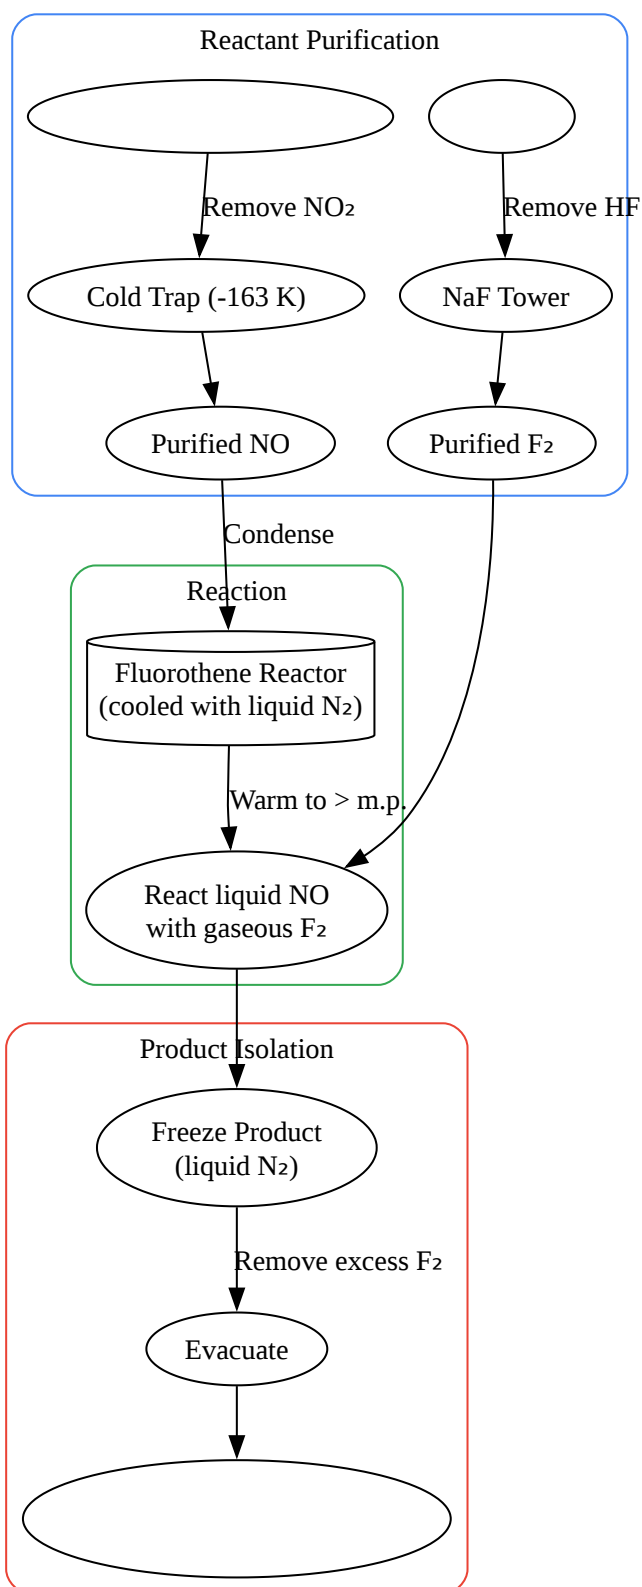 Reactant Purification
Remove NO₂
Remove HF
Cold Trap (-163 K)
NaF Tower
Purified NO
Purified F₂
Condense
Reaction
Fluorothene Reactor
(cooled with liquid N₂)
Warm to > m.p.
React liquid NO
with gaseous F₂
Product Isolation
Freeze Product
(liquid N₂)
Remove excess F₂
Evacuate